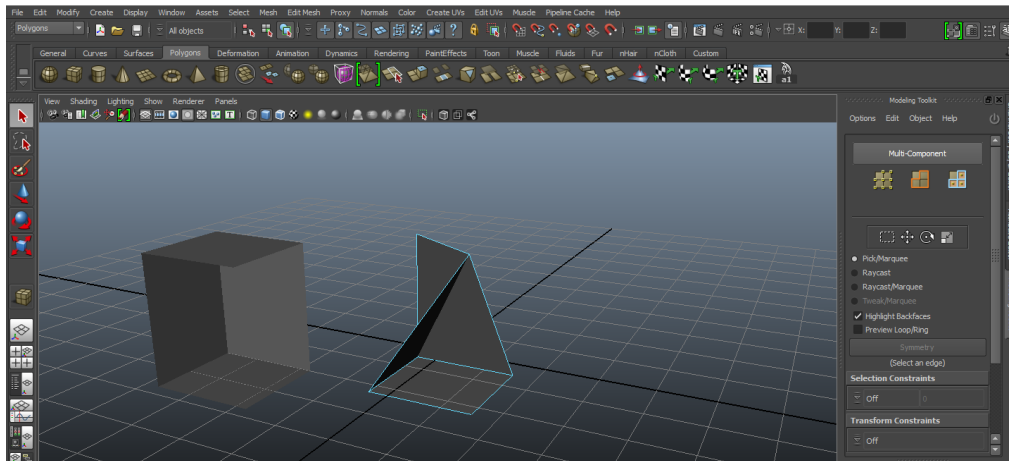 File Edit Modify Create Display Window Assets Select Mesh Edit Mesh Proxy Normals Color Create UVs Edit UVs Muscle Pipeline Cache Help
Polygons All objects X: Y: Z:
General Curves Surfaces Polygons Deformation Animation Dynamics Rendering PaintEffects Toon Muscle Fluids Fur nHair nCloth Custom
a1
View Shading Lighting Show Renderer Panels
Modeling Toolkit
Options Edit Object Help
Multi-Component
Pick/Marquee
Raycast
Raycast/Marquee
Tweak/Marquee
Highlight Backfaces
Preview Loop/Ring
Symmetry
(Select an edge)
Selection Constraints
Off 0
Transform Constraints
Off